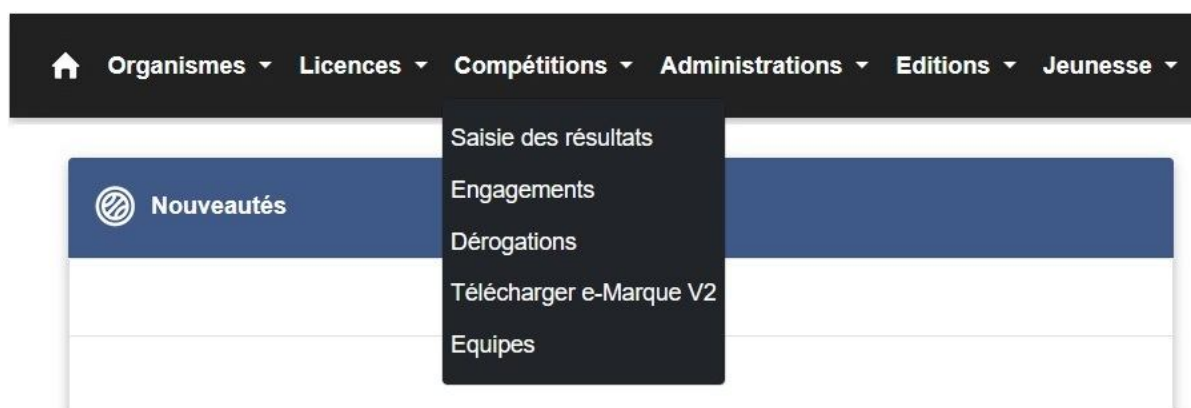 Organismes Licences Compétitions Administrations Editions Jeunesse
Saisie des résultats
Nouveautés
Engagements
Dérogations
Télécharger e-Marque V2
Equipes